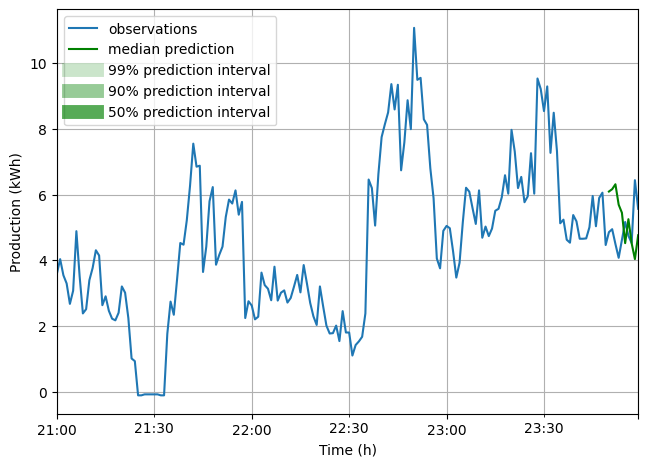 observations
median prediction
99% prediction interval
90% prediction interval
50% prediction interval
10
8
6
4
2
0
Production (kWh)
21:00
21:30
22:00
22:30
23:00
23:30
Time (h)